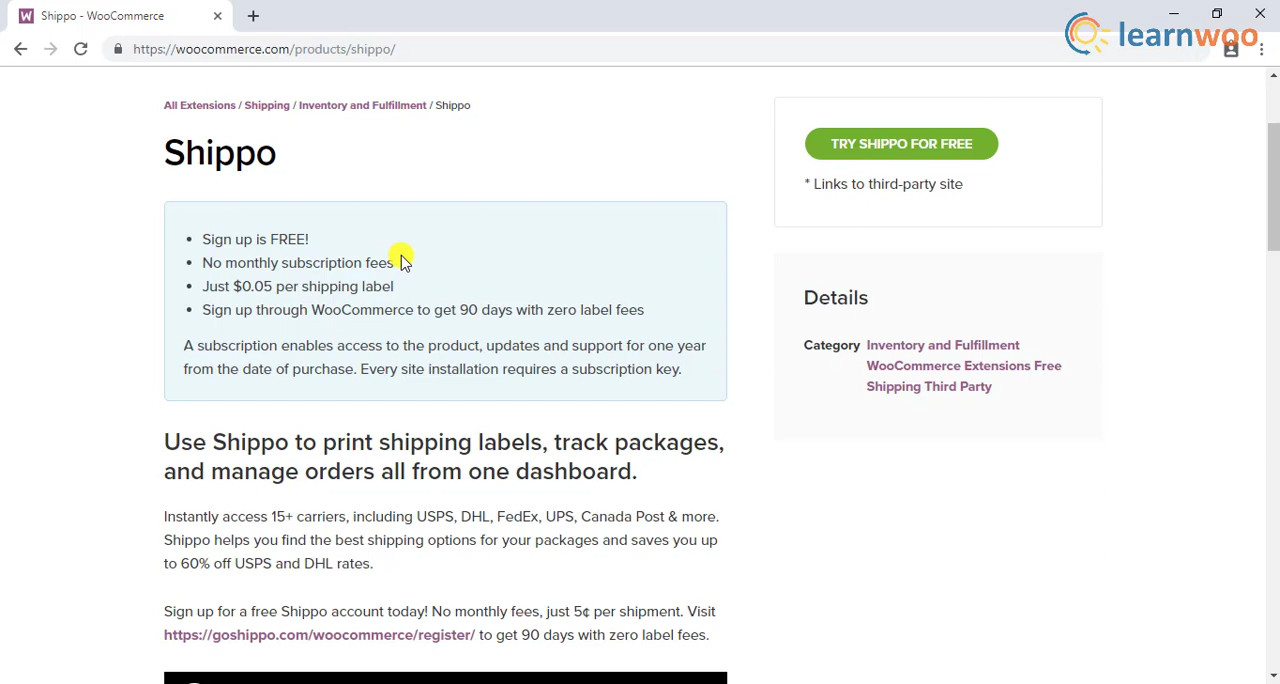 Shippo - WooCommerce
learnwoo
https://woocommerce.com/products/shippo/
All Extensions / Shipping / Inventory and Fulfillment / Shippo
Shippo
TRY SHIPPO FOR FREE
* Links to third-party site
• Sign up is FREE!
• No monthly subscription fees
• Just $0.05 per shipping label
• Sign up through WooCommerce to get 90 days with zero label fees
A subscription enables access to the product, updates and support for one year
from the date of purchase. Every site installation requires a subscription key.
Details
Category Inventory and Fulfillment
WooCommerce Extensions Free
Shipping Third Party
Use Shippo to print shipping labels, track packages,
and manage orders all from one dashboard.
Instantly access 15+ carriers, including USPS, DHL, FedEx, UPS, Canada Post & more.
Shippo helps you find the best shipping options for your packages and saves you up
to 60% off USPS and DHL rates.
Sign up for a free Shippo account today! No monthly fees, just 5¢ per shipment. Visit
https://goshippo.com/woocommerce/register/ to get 90 days with zero label fees.